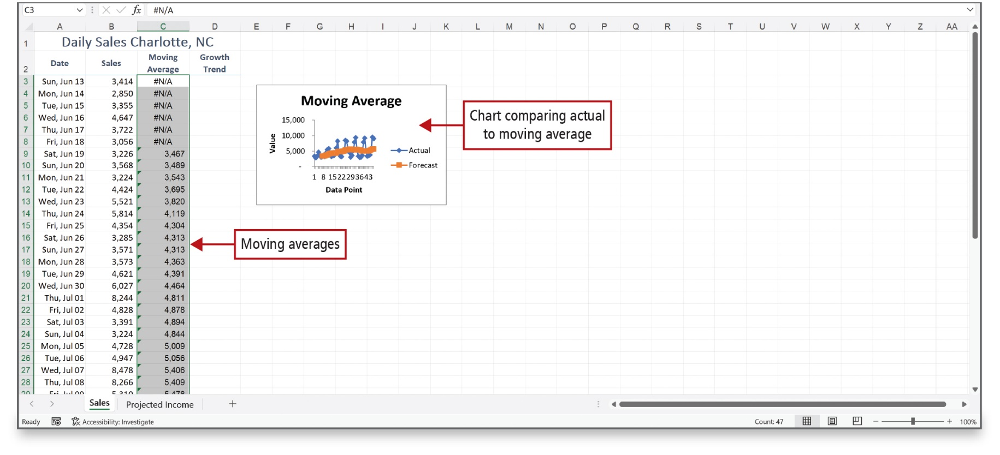 C3 fx #N/A
A B C D E F G H I J K L M N O P Q R S T U V W X Y Z AA
1 Daily Sales Charlotte, NC
2 Date Sales Moving Average Growth Trend
3 Sun, Jun 13 3,414 #N/A
4 Mon, Jun 14 2,850 #N/A
5 Tue, Jun 15 3,355 #N/A
6 Wed, Jun 16 4,647 #N/A
7 Thu, Jun 17 3,722 #N/A
8 Fri, Jun 18 3,056 #N/A
9 Sat, Jun 19 3,226 3,467
10 Sun, Jun 20 3,568 3,489
11 Mon, Jun 21 3,224 3,543
12 Tue, Jun 22 4,424 3,695
13 Wed, Jun 23 5,521 3,820
14 Thu, Jun 24 5,814 4,119
15 Fri, Jun 25 4,354 4,304
16 Sat, Jun 26 3,285 4,313
17 Sun, Jun 27 3,571 4,313
18 Mon, Jun 28 3,573 4,363
19 Tue, Jun 29 4,621 4,391
20 Wed, Jun 30 6,027 4,464
21 Thu, Jul 01 8,244 4,811
22 Fri, Jul 02 4,828 4,878
23 Sat, Jul 03 3,391 4,894
24 Sun, Jul 04 3,224 4,844
25 Mon, Jul 05 4,728 5,009
26 Tue, Jul 06 4,947 5,056
27 Wed, Jul 07 8,478 5,406
28 Thu, Jul 08 8,266 5,409
Moving Average
15,000
10,000
5,000
-
Value
1 8 15222936 43
Data Point
Actual
Forecast
Chart comparing actual
to moving average
Moving averages
Sales Projected Income +
Ready Accessibility: Investigate Count: 47 − + 100%